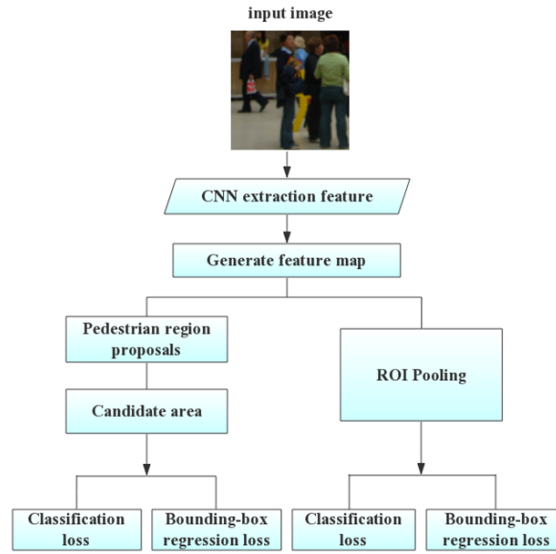 input image
CNN extraction feature
Generate feature map
Pedestrian region
proposals
ROI Pooling
Candidate area
Classification
loss
Bounding-box
regression loss
Classification
loss
Bounding-box
regression loss